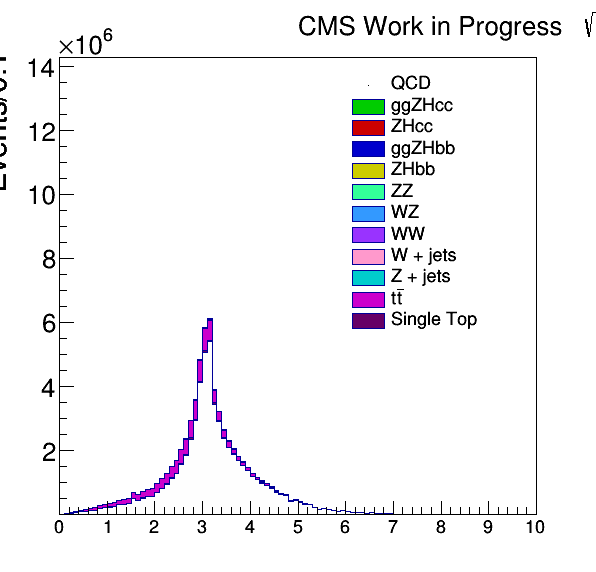 CMS Work in Progress √
×10⁶
Events/0.1
14
12
10
8
6
4
2
QCD
ggZHcc
ZHcc
ggZHbb
ZHbb
ZZ
WZ
WW
W + jets
Z + jets
tt̄
Single Top
0 1 2 3 4 5 6 7 8 9 10